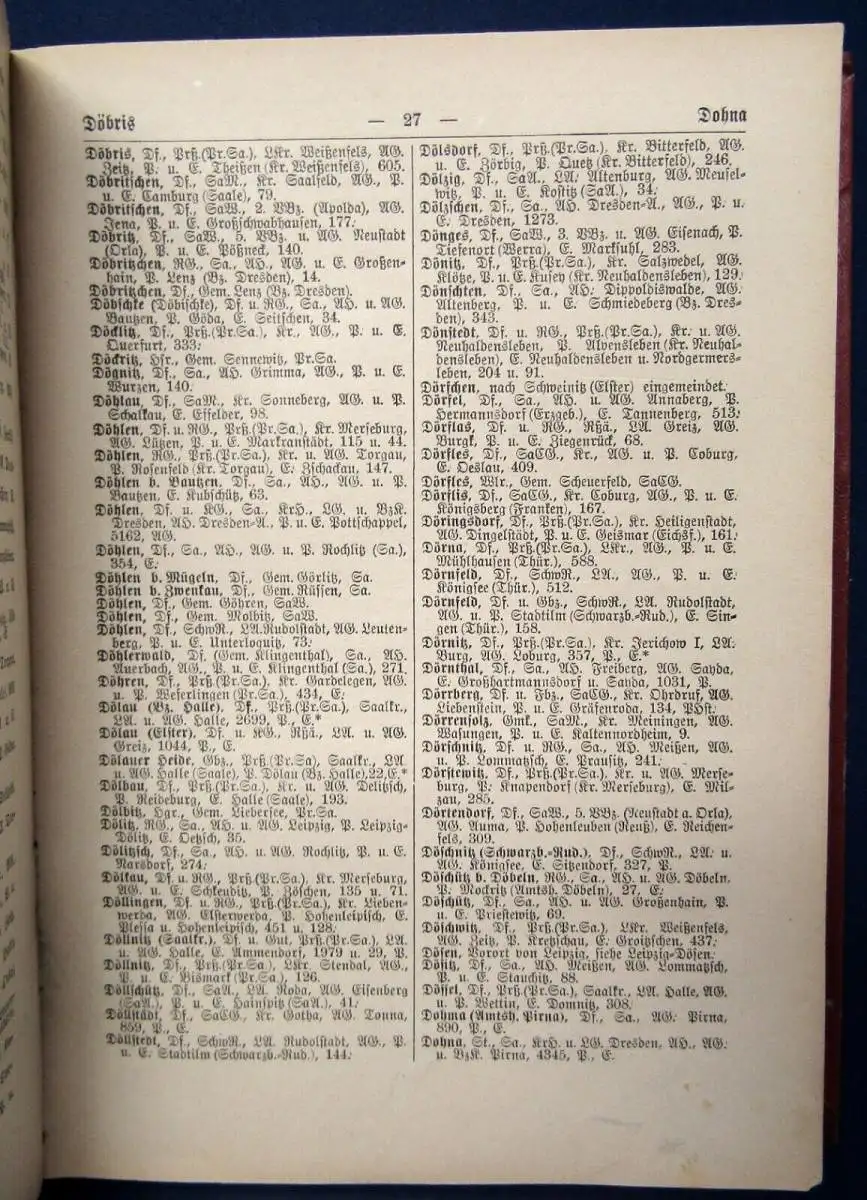 Döbris — 27 — Dohna
Döbris, Df., Prß.(Pr.Sa.), LKr. Weißenfels, AG.
Zeitz, P. u. E. Theißen (Kr. Weißenfels), 605.
Döbritschen, Df., SaM., Kr. Saalfeld, AG., P.
u. E. Camburg (Saale), 79.
Döbritschen, Df., SaW., 2. VBz. (Apolda), AG.
Jena, P. u. E. Großschwabhausen, 177.
Döbritz, Df., SaW., 5. VBz. u. AG. Neustadt
(Orla), P. u. E. Pößneck, 140.
Döbritzchen, RG., Sa., AH., AG. u. E. Großen-
hain, P. Lenz (Bz. Dresden), 14.
Döbritzchen, Df., Gem. Lenz (Bz. Dresden).
Döbschke (Döbschke), Df. u. RG., Sa., AH. u. AG.
Bautzen, P. Göda, E. Seitschen, 34.
Döcklitz, Df., Prß.(Pr.Sa.), Kr., AG., P. u. E.
Querfurt, 333.
Döckritz, Hsr., Gem. Sennewitz, Pr.Sa.
Dögnitz, Df., Sa., AH. Grimma, AG., P. u. E.
Wurzen, 140.
Döhlau, Df., SaM., Kr. Sonneberg, AG. u. P.
Schalkau, E. Effelder, 98.
Döhlen, Df. u. RG., Prß.(Pr.Sa.), Kr. Merseburg,
AG. Lützen, P. u. E. Markranstädt, 115 u. 44.
Döhlen, RG., Prß.(Pr.Sa.), Kr. u. AG. Torgau,
P. Rosenfeld (Kr. Torgau), E. Zschackau, 147.
Döhlen b. Bautzen, Df., Sa., AH., AG. u. P.
Bautzen, E. Kubschütz, 63.
Döhlen, Df. u. KG., Sa., KrH., LG. u. BzK.
Dresden, AH. Dresden-A., P. u. E. Pottschappel,
5162, AG.
Döhlen, Df., Sa., AH., AG. u. P. Rochlitz (Sa.),
354, E.
Döhlen b. Mügeln, Df., Gem. Görlitz, Sa.
Döhlen b. Zwenkau, Df., Gem. Rüssen, Sa.
Döhlen, Df., Gem. Göhren, SaW.
Döhlen, Df., Gem. Molbitz, SaW.
Döhlen, Df., SchwR., LA.Rudolstadt, AG. Leuten-
berg, P. u. E. Unterloquitz, 73.
Döhlerwald, Df. (Gem. Klingenthal), Sa., AH.
Auerbach, AG., P. u. E. Klingenthal (Sa.), 271.
Döhren, Df., Prß.(Pr.Sa.), Kr. Gardelegen, AG.
u. P. Weferlingen (Pr.Sa.), 434, E.
Dölau (Bz. Halle), Df., Prß.(Pr.Sa.), Saalkr.,
LA. u. AG. Halle, 2699, P., E.*
Dölau (Elster), Df. u. KG., Rßä., LA. u. AG.
Greiz, 1044, P., E.
Dölauer Heide, Gbz., Prß.(Pr.Sa), Saalkr., LA.
u. AG. Halle (Saale), P. Dölau (Bz. Halle),22,E.*
Dölbau, Df., Prß.(Pr.Sa.), Kr. u. AG. Delitzsch,
P. Reideburg, E. Halle (Saale), 193.
Dölbitz, Hgr., Gem. Liebersee, Pr.Sa.
Dölitz, RG., Sa., AH. u. AG. Leipzig, P. Leipzig-
Dölitz, E. Oetzsch, 35.
Dölitzsch, Df., Sa., AH. u. AG. Rochlitz, P. u. E.
Narsdorf, 274.
Dölkau, Df. u. RG., Prß.(Pr.Sa.), Kr. Merseburg,
AG. u. E. Schkeuditz, P. Zöschen, 135 u. 71.
Döllingen, Df. u. RG., Prß.(Pr.Sa.), Kr. Lieben-
werda, AG. Elsterwerda, P. Hohenleipisch, E.
Plessa u. Hohenleipisch, 451 u. 128.
Döllnitz (Saalkr.), Df. u. Gut, Prß.(Pr.Sa.), LA.
u. AG. Halle, E. Ammendorf, 1979 u. 29, P.
Döllnitz, Df., Prß.(Pr.Sa.), LKr. Stendal, AG.,
P. u. E. Bismark (Pr.Sa.), 126.
Döllschütz, Df., SaA., LA. Roda, AG. Eisenberg
(SaA.), P. u. E. Hainspitz (SaA.), 41.
Döllstädt, Df., SaCG., Kr. Gotha, AG. Tonna,
859, P., E.
Döllstedt, Df., SchwR., LA. Rudolstadt, AG., P.
u. E. Stadtilm (Schwarzb.-Rud.), 144.
Dölsdorf, Df., Prß.(Pr.Sa.), Kr. Bitterfeld, AG.
u. E. Zörbig, P. Quetz (Kr. Bitterfeld), 246.
Dölzig, Df., SaA., LA. Altenburg, AG. Meusel-
witz, P. u. E. Kostitz (SaA.), 34.
Dölzschen, Df., Sa., AH. Dresden-A., AG., P. u.
E. Dresden, 1273.
Dönges, Df., SaW., 3. VBz. u. AG. Eisenach, P.
Tiefenort (Werra), E. Marksuhl, 283.
Dönitz, Df., Prß.(Pr.Sa.), Kr. Salzwedel, AG.
Klötze, P. u. E. Kusey (Kr. Neuhaldensleben), 129.
Dönschten, Df., Sa., AH. Dippoldiswalde, AG.
Altenberg, P. u. E. Schmiedeberg (Bz. Dres-
den), 343.
Dönstedt, Df. u. RG., Prß.(Pr.Sa.), Kr. u. AG.
Neuhaldensleben, P. Alvensleben (Kr. Neuhal-
densleben), E. Neuhaldensleben u. Nordgermers-
leben, 204 u. 91.
Dörschen, nach Schweinitz (Elster) eingemeindet.
Dörfel, Df., Sa., AH. u. AG. Annaberg, P.
Hermannsdorf (Erzgeb.), E. Tannenberg, 513.
Dörflas, Df. u. RG., Rßä., LA. Greiz, AG.
Burgk, P. u. E. Ziegenrück, 68.
Dörfles, Df., SaCG., Kr., AG. u. P. Coburg,
E. Oeslau, 409.
Dörfles, Wlr., Gem. Scheuerfeld, SaCG.
Dörflis, Df., SaCG., Kr. Coburg, AG., P. u. E.
Königsberg (Franken), 167.
Döringsdorf, Df., Prß.(Pr.Sa.), Kr. Heiligenstadt,
AG. Dingelstädt, P. u. E. Geismar (Eichsf.), 161.
Dörna, Df., Prß.(Pr.Sa.), LKr., AG., P. u. E.
Mühlhausen (Thür.), 588.
Dörnfeld, Df., SchwR., LA., AG., P. u. E.
Königsee (Thür.), 512.
Dörnfeld, Df. u. Gbz., SchwR., LA. Rudolstadt,
AG. u. P. Stadtilm (Schwarzb.-Rud.), E. Sin-
gen (Thür.), 158.
Dörnitz, Df., Prß.(Pr.Sa.), Kr. Jerichow I, LA.
Burg, AG. Loburg, 357, P., E.*
Dörnthal, Df., Sa., AH. Freiberg, AG. Sayda,
E. Großhartmannsdorf u. Sayda, 1031, P.
Dörrberg, Df. u. Fbz., SaCG., Kr. Ohrdruf, AG.
Liebenstein, P. u. E. Gräfenroda, 134, PHst.
Dörrensolz, Gmk., SaM., Kr. Meiningen, AG.
Wasungen, P. u. E. Kaltennordheim, 9.
Dörschnitz, Df. u. RG., Sa., AH. Meißen, AG.
u. P. Lommatzsch, E. Prausitz, 241.
Dörstewitz, Df., Prß.(Pr.Sa.), Kr. u. AG. Merse-
burg, P. Knapendorf (Kr. Merseburg), E. Mil-
zau, 285.
Dörtendorf, Df., SaW., 5. VBz. (Neustadt a. Orla),
AG. Auma, P. Hohenleuben (Reuß), E. Reichen-
fels, 309.
Döschnitz (Schwarzb.-Rud.), Df., SchwR., LA. u.
AG. Königsee, E. Sitzendorf, 327, P.
Döschütz b. Döbeln, RG., Sa., AH. u. AG. Döbeln,
P. Mockritz (Amtsh. Döbeln), 27, E.
Döschütz, Df., Sa., AH. u. AG. Großenhain, P.
u. E. Priestewitz, 69.
Döschwitz, Df., Prß.(Pr.Sa.), LKr. Weißenfels,
AG. Zeitz, P. Kretzschau, E. Groitzschen, 437.
Dösen, Vorort von Leipzig, siehe Leipzig-Dösen.
Dösitz, Df., Sa., AH. Meißen, AG. Lommatzsch,
P. u. E. Stauchitz, 88.
Dössel, Df., Prß.(Pr.Sa.), Saalkr., LA. Halle, AG.
u. P. Wettin, E. Domnitz, 308.
Dohma (Amtsh. Pirna), Df., Sa., AG. Pirna,
890, P., E.
Dohna, St., Sa., KrH. u. LG. Dresden, AH., AG.
u. BzK. Pirna, 4345, P., E.